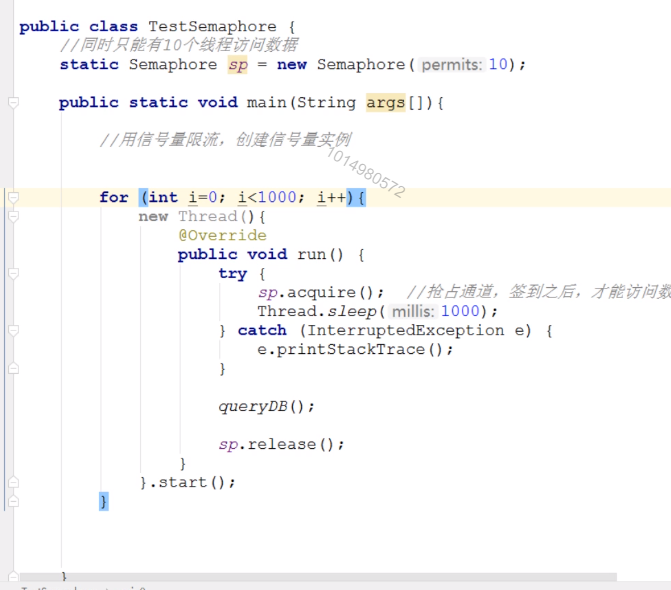 public class TestSemaphore {
//同时只能有10个线程访问数据
static Semaphore sp = new Semaphore( permits: 10);
public static void main(String args[]){
//用信号量限流，创建信号量实例
1014980572
for (int i=0; i<1000; i++){
new Thread(){
@Override
public void run() {
try {
sp.acquire(); //抢占通道，签到之后，才能访问数
Thread.sleep( millis: 1000);
} catch (InterruptedException e) {
e.printStackTrace();
}
queryDB();
sp.release();
}
}.start();
}
}